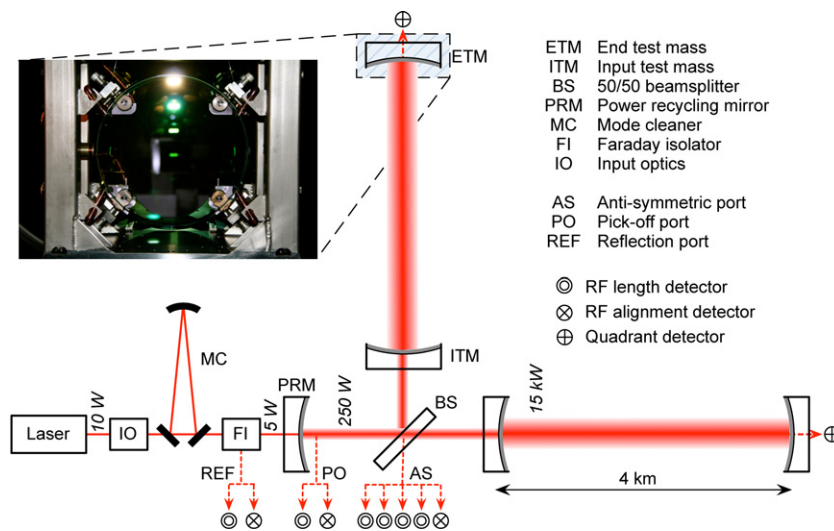 ETM
ETM End test mass
ITM Input test mass
BS 50/50 beamsplitter
PRM Power recycling mirror
MC Mode cleaner
FI Faraday isolator
IO Input optics
AS Anti-symmetric port
PO Pick-off port
REF Reflection port
RF length detector
RF alignment detector
Quadrant detector
MC
ITM
PRM
BS
10 W
5 W
250 W
15 kW
Laser
IO
FI
REF
PO
AS
4 km